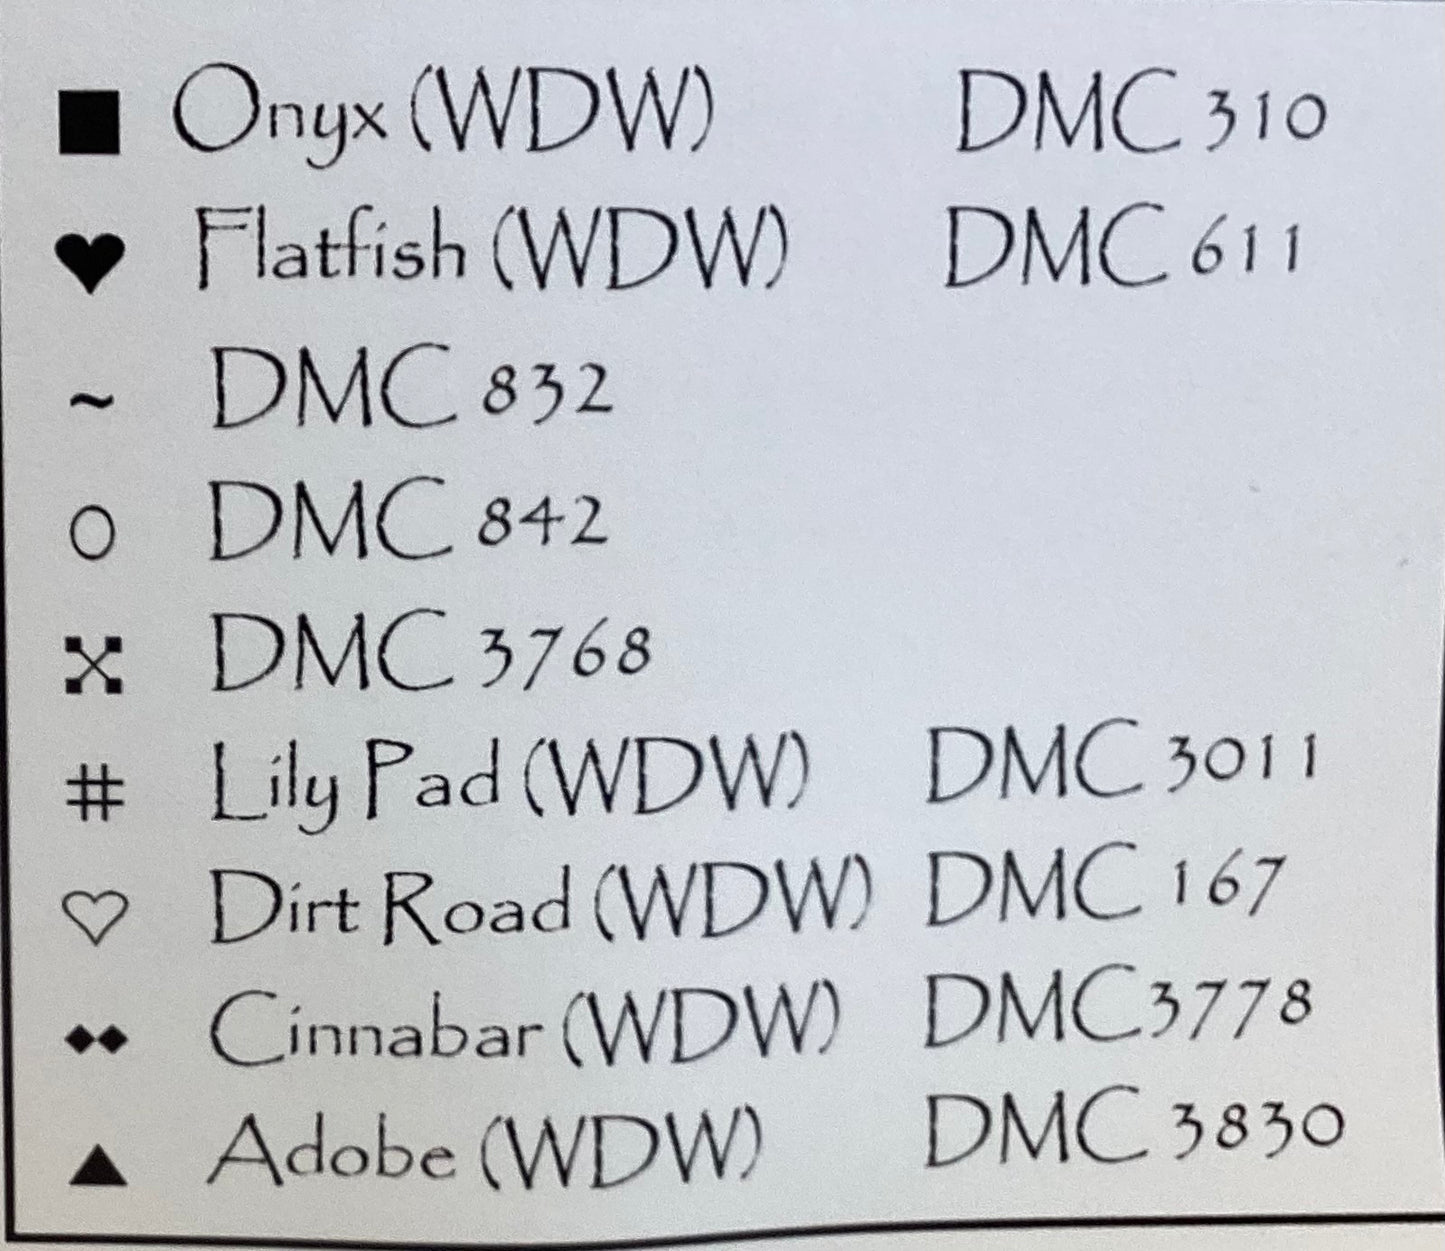 ■ Onyx (WDW) DMC 310
♥ Flatfish (WDW) DMC 611
~ DMC 832
O DMC 842
DMC 3768
# Lily Pad (WDW) DMC 3011
♡ Dirt Road (WDW) DMC 167
◆◆ Cinnabar (WDW) DMC3778
▲ Adobe (WDW) DMC 3830